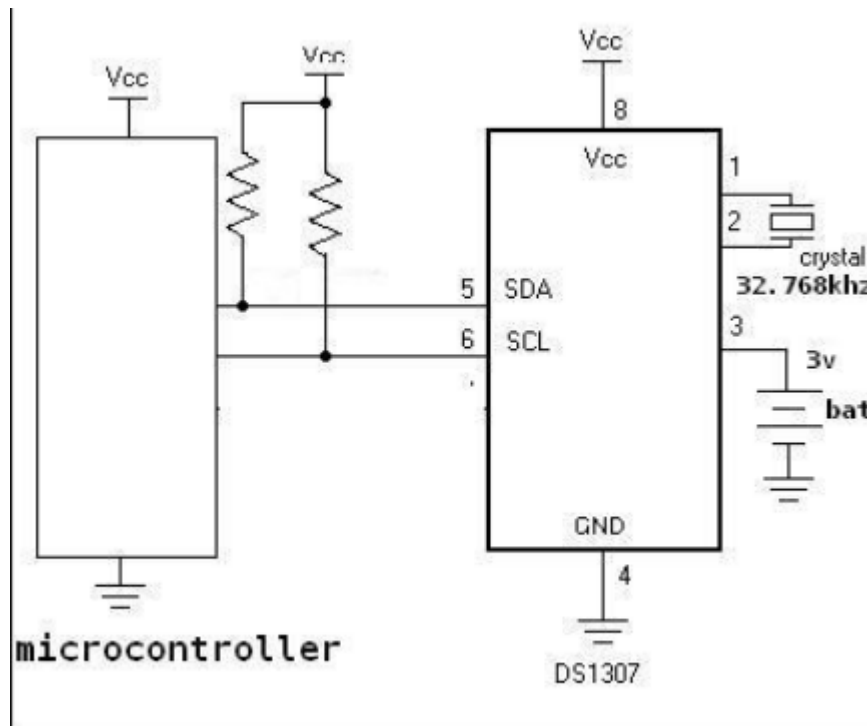 Vcc
Vcc
Vcc
8
Vcc
1
2
crystal
32.768khz
5 SDA
6 SCL
3
3v
bat
GND
4
microcontroller
DS1307